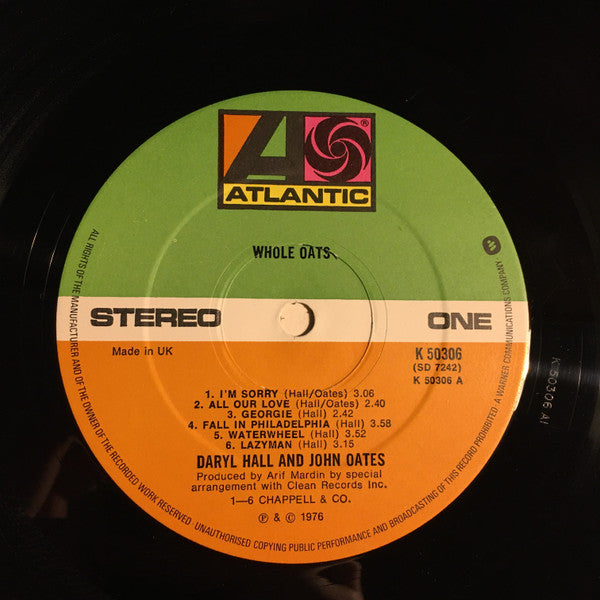 ATLANTIC
®
WHOLE OATS
STEREO
ONE
Made in UK
K 50306
(SD 7242)
K 50306 A
1. I'M SORRY (Hall/Oates) 3.06
2. ALL OUR LOVE (Hall/Oates) 2.40
3. GEORGIE (Hall) 2.42
4. FALL IN PHILADELPHIA (Hall) 3.58
5. WATERWHEEL (Hall) 3.52
6. LAZYMAN (Hall) 3.15
DARYL HALL AND JOHN OATES
Produced by Arif Mardin by special
arrangement with Clean Records Inc.
1—6 CHAPPELL & CO.
℗ & © 1976
ALL RIGHTS OF THE MANUFACTURER AND OF THE OWNER OF THE RECORDED WORK RESERVED. UNAUTHORISED COPYING PUBLIC PERFORMANCE AND BROADCASTING OF THIS RECORD PROHIBITED · A WARNER COMMUNICATIONS COMPANY
K 50306 A1